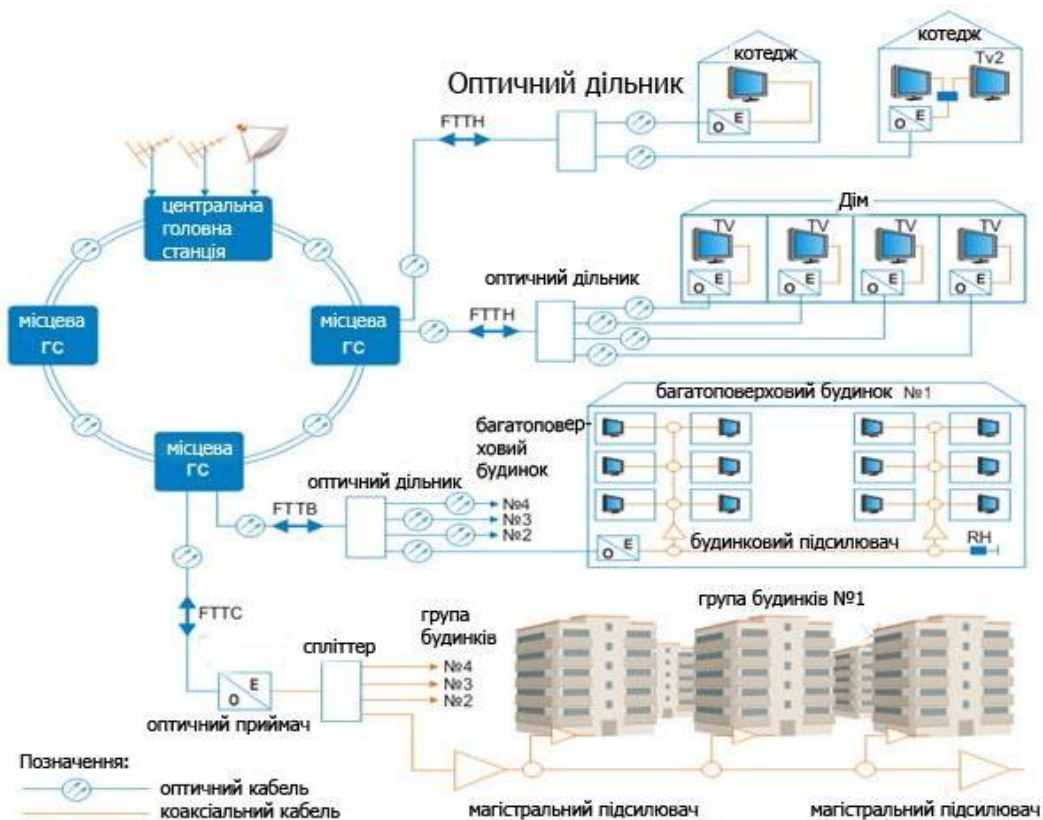 котедж
котедж
Tv2
Оптичний дільник
FTTH
O E
O E
центральна
головна
станція
Дім
TV
TV
TV
TV
O E
O E
O E
O E
оптичний дільник
FTTH
місцева
ГС
місцева
ГС
багатоповерховий будинок №1
багатоповер-
ховий
будинок
місцева
ГС
оптичний дільник
FTTB
№4
№3
№2
O E
будинковий підсилювач
RH
група будинків №1
FTTC
група
будинків
спліттер
№4
№3
№2
O E
оптичний приймач
Позначення:
оптичний кабель
коаксіальний кабель
магістральний підсилювач
магістральний підсилювач